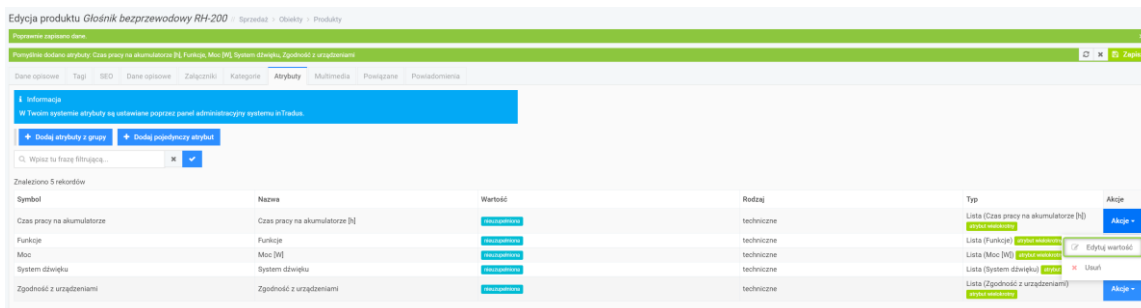 Edycja produktu Głośnik bezprzewodowy RH-200 :: Sprzedaż > Obiekty > Produkty
Poprawnie zapisano dane.
Pomyślnie dodano atrybuty: Czas pracy na akumulatorze [h], Funkcje, Moc [W], System dźwięku, Zgodność z urządzeniami
Dane opisowe Tagi SEO Dane opisowe Załączniki Kategorie Atrybuty Multimedia Powiązane Powiadomienia
Informacja
W Twoim systemie atrybuty są ustawiane poprzez panel administracyjny systemu inTradus.
+ Dodaj atrybuty z grupy + Dodaj pojedynczy atrybut
Wpisz tu frazę filtrującą...
Znaleziono 5 rekordów
Symbol Nazwa Wartość Rodzaj Typ Akcje
Czas pracy na akumulatorze Czas pracy na akumulatorze [h] nieuzupełniona techniczne Lista (Czas pracy na akumulatorze [h]) atrybut wielokrotny Akcje
Funkcje Funkcje nieuzupełniona techniczne Lista (Funkcje) atrybut wielokrotny
Edytuj wartość
Moc Moc [W] nieuzupełniona techniczne Lista (Moc [W]) atrybut wielokrotny
System dźwięku System dźwięku nieuzupełniona techniczne Lista (System dźwięku)
Usuń
Zgodność z urządzeniami Zgodność z urządzeniami nieuzupełniona techniczne Lista (Zgodność z urządzeniami) atrybut wielokrotny Akcje